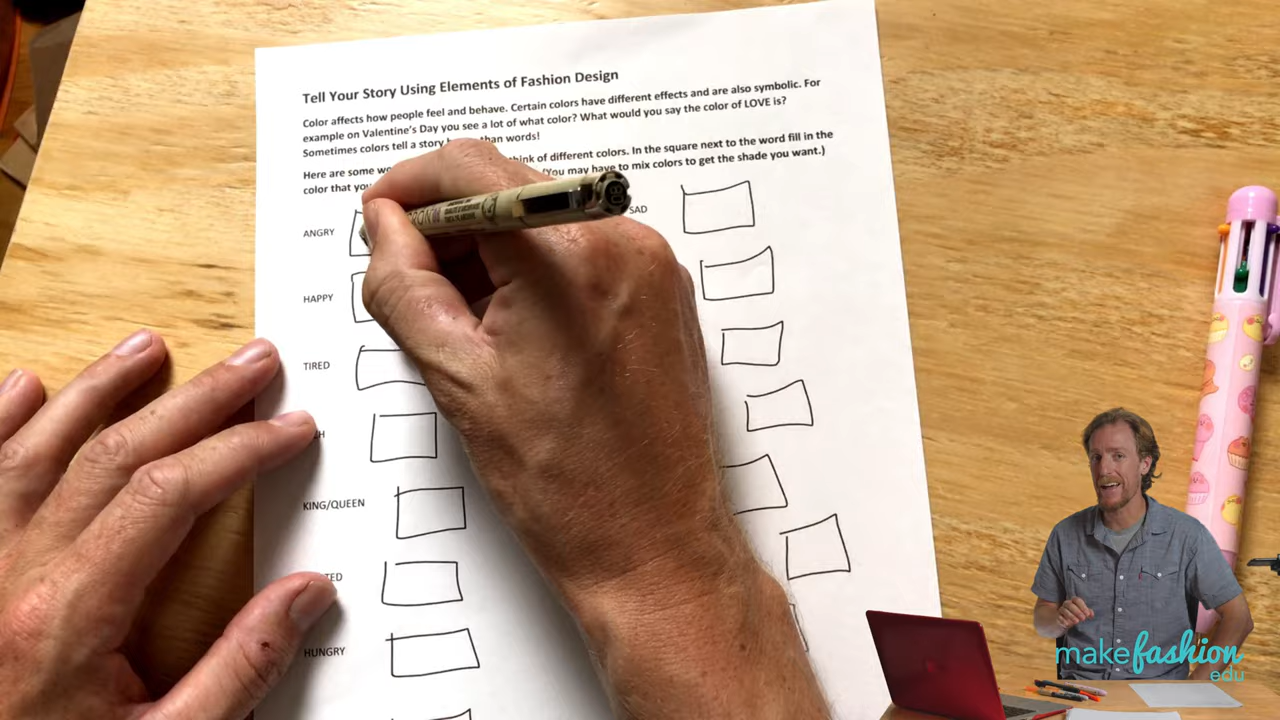 Tell Your Story Using Elements of Fashion Design
Color affects how people feel and behave. Certain colors have different effects and are also symbolic. For
example on Valentine's Day you see a lot of what color? What would you say the color of LOVE is?
Sometimes colors tell a story than words!
Here are some think of different colors. In the square next to the word fill in the
color that you (You may have to mix colors to get the shade you want.)
ANGRY
SAD
HAPPY
TIRED
KING/QUEEN
HUNGRY
makefashion
edu